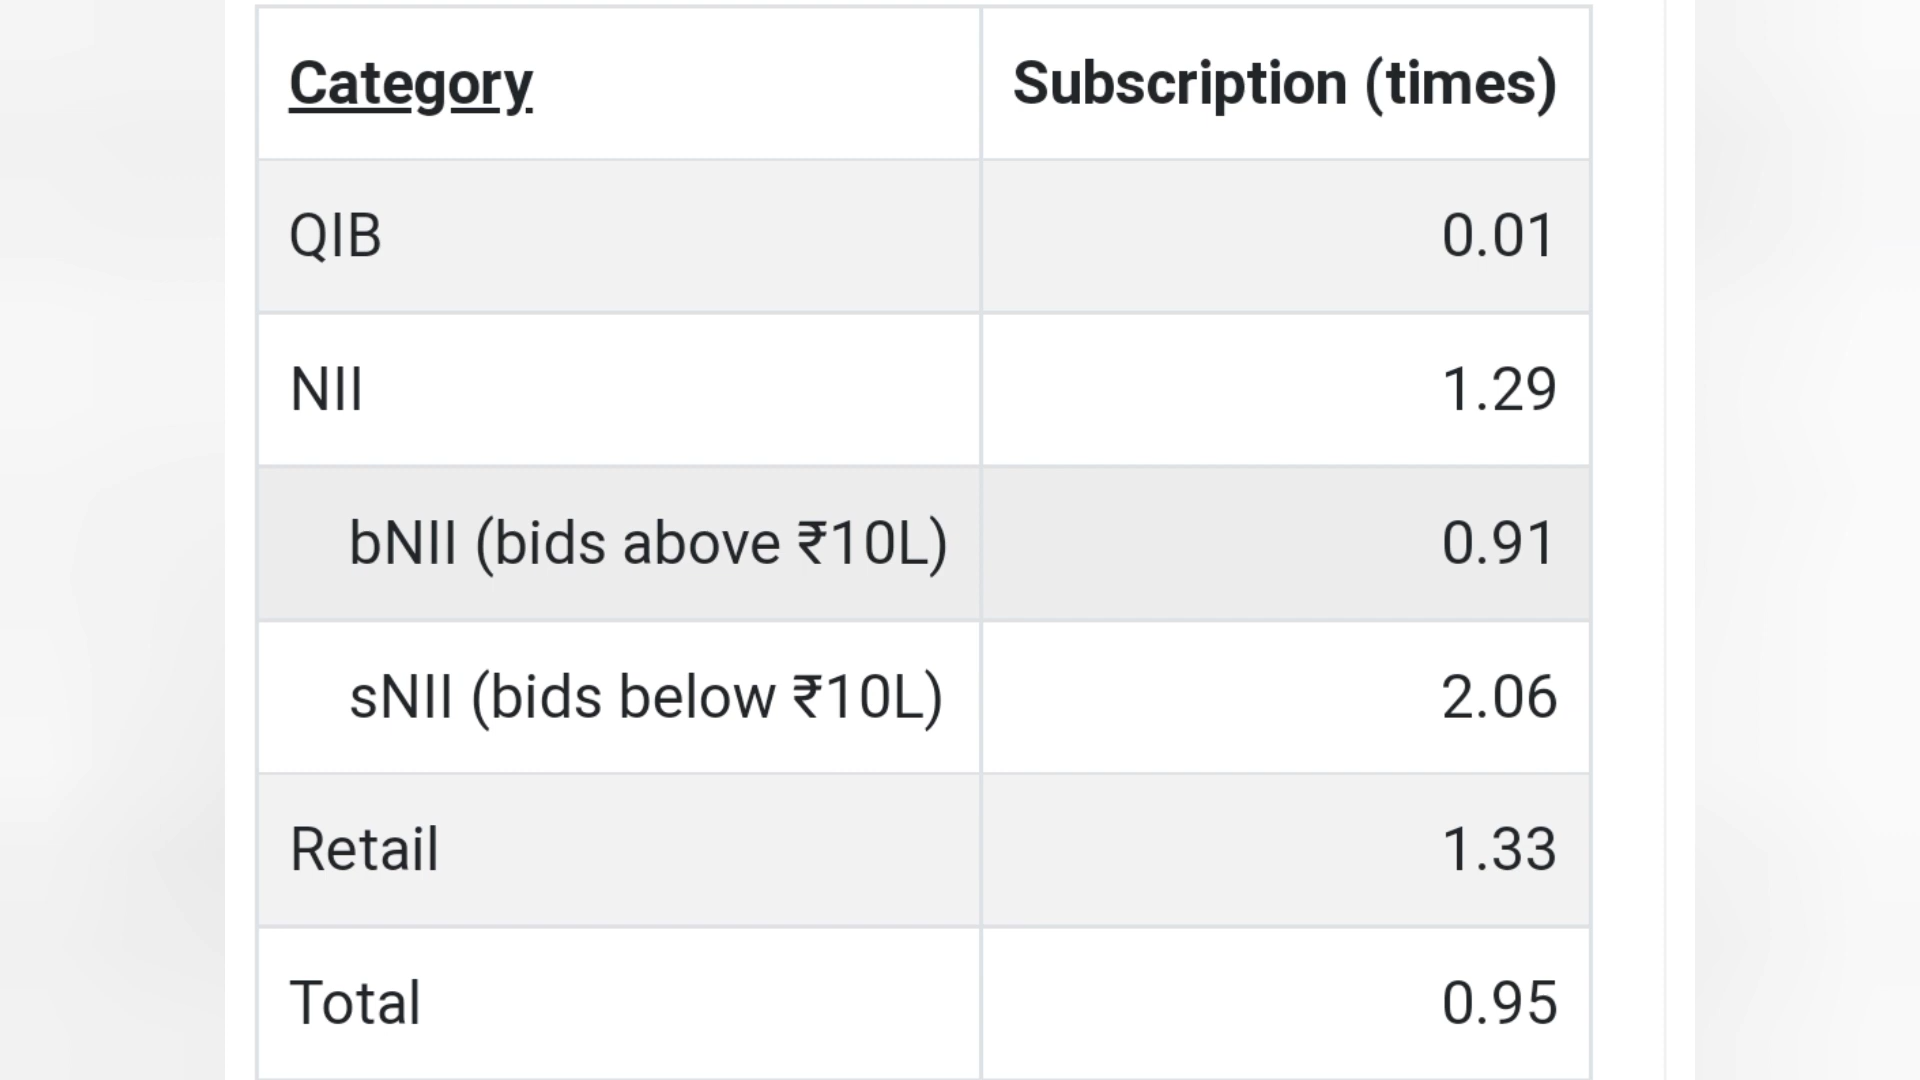 Category Subscription (times)
QIB 0.01
NII 1.29
bNII (bids above ₹10L) 0.91
sNII (bids below ₹10L) 2.06
Retail 1.33
Total 0.95